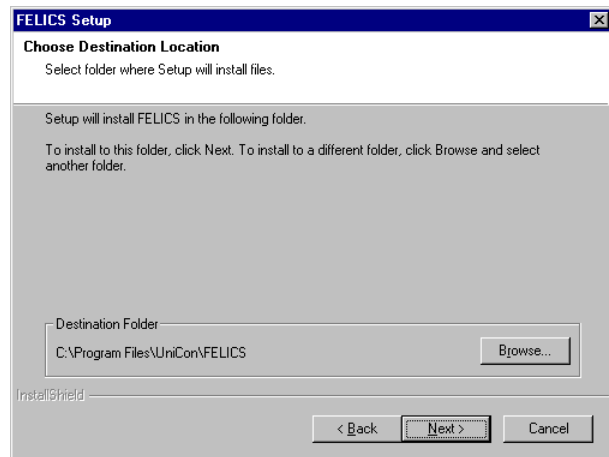 FELICS Setup
Choose Destination Location
Select folder where Setup will install files.
Setup will install FELICS in the following folder.
To install to this folder, click Next. To install to a different folder, click Browse and select
another folder.
Destination Folder
C:\Program Files\UniCon\FELICS
Browse...
InstallShield
< Back
Next >
Cancel